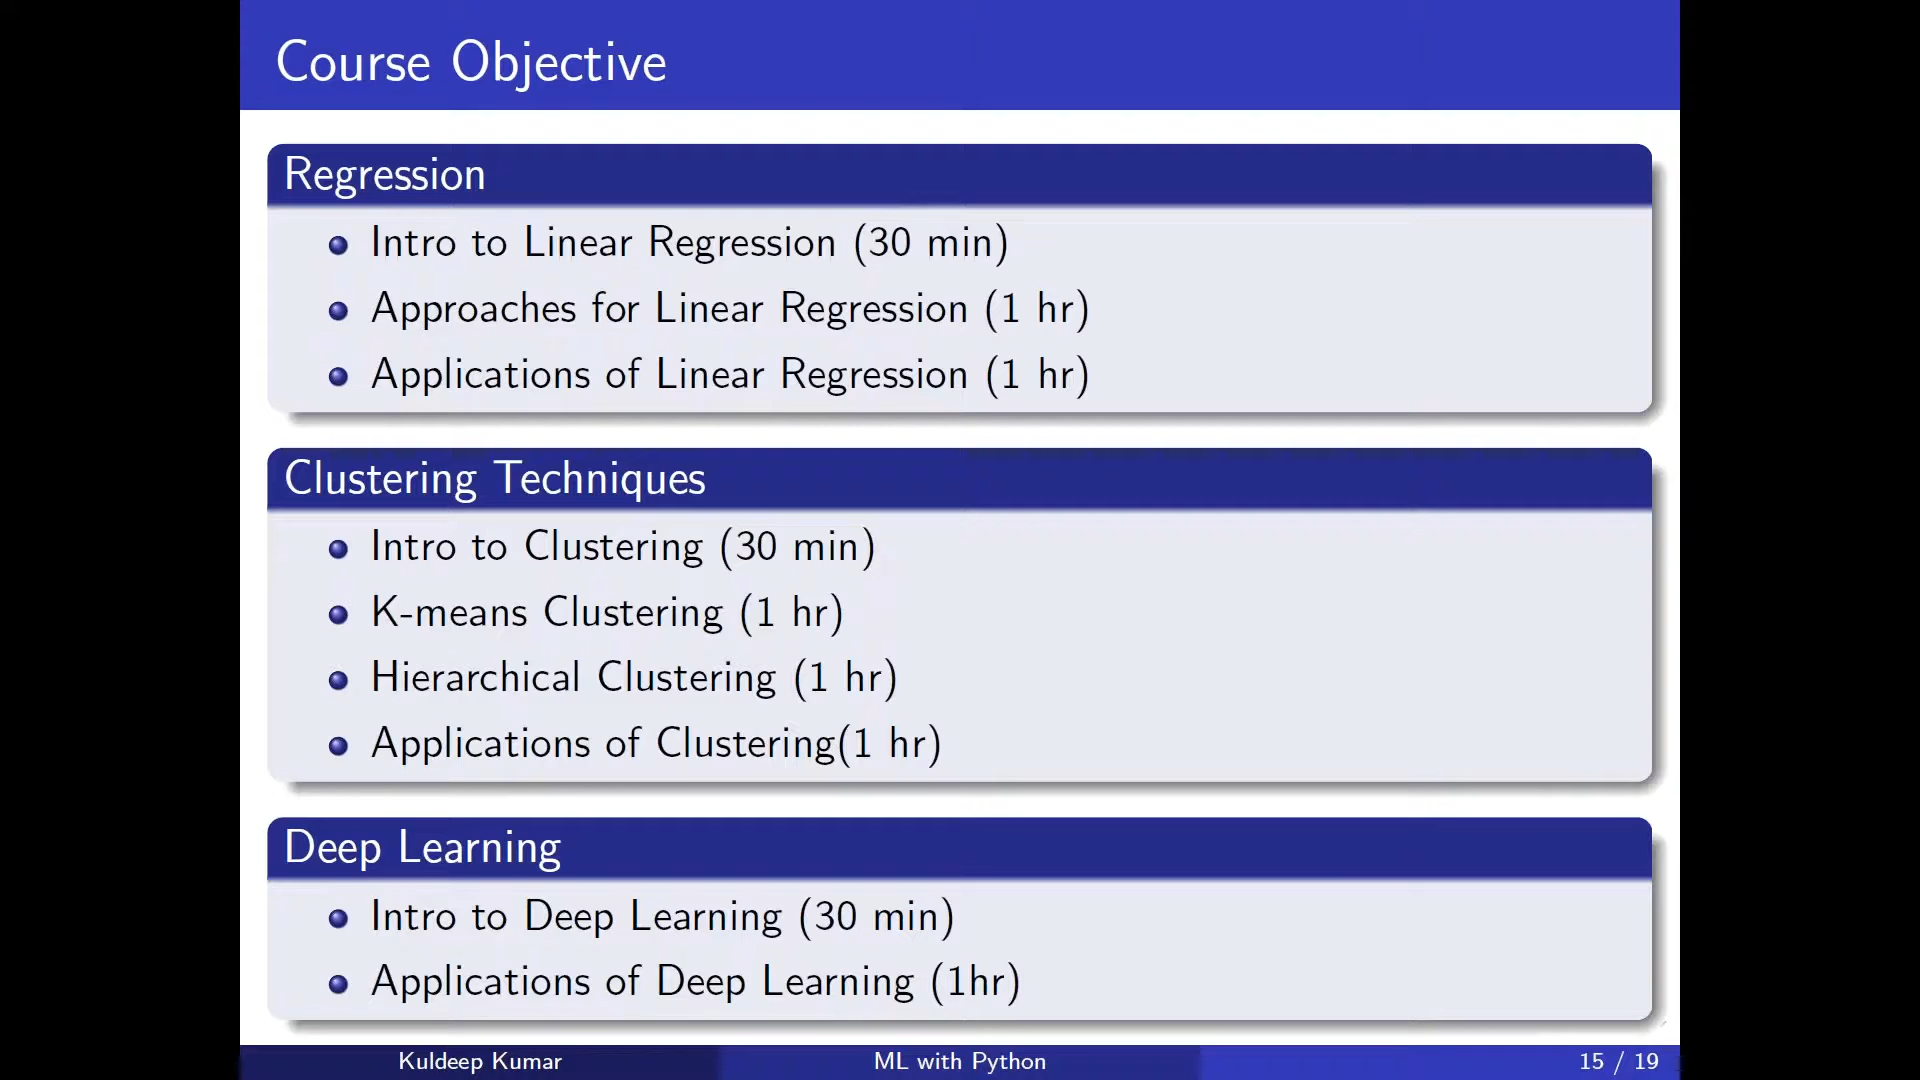 Course Objective
Regression
Intro to Linear Regression (30 min)
Approaches for Linear Regression (1 hr)
Applications of Linear Regression (1 hr)
Clustering Techniques
Intro to Clustering (30 min)
K-means Clustering (1 hr)
Hierarchical Clustering (1 hr)
Applications of Clustering(1 hr)
Deep Learning
Intro to Deep Learning (30 min)
Applications of Deep Learning (1hr)
Kuldeep Kumar ML with Python 15 / 19